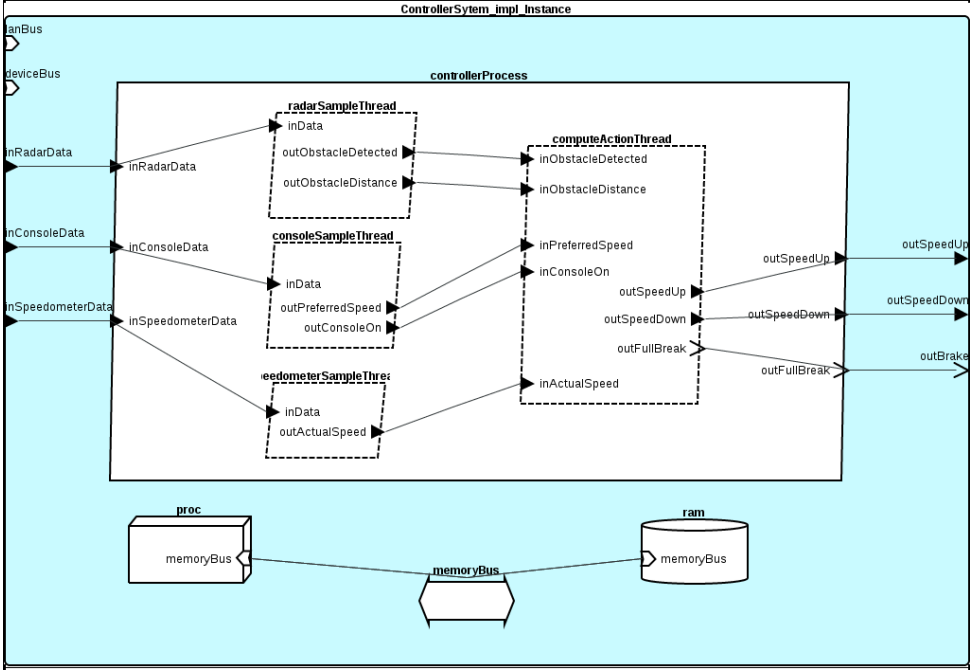 ControllerSytem_impl_Instance
lanBus
deviceBus
controllerProcess
radarSampleThread
inData
computeActionThread
inRadarData
inRadarData
outObstacleDetected
inObstacleDetected
outObstacleDistance
inObstacleDistance
consoleSampleThread
inConsoleData
inConsoleData
inPreferredSpeed
outSpeedUp
inData
inConsoleOn
outSpeedUp
outSpeedUp
outPreferredSpeed
outSpeedDown
inSpeedometerData
inSpeedometerData
outConsoleOn
outSpeedDown
outSpeedDown
outFullBreak
outBrake
eedometerSampleThrea
outFullBreak
inData
inActualSpeed
outActualSpeed
proc
ram
memoryBus
memoryBus
memoryBus